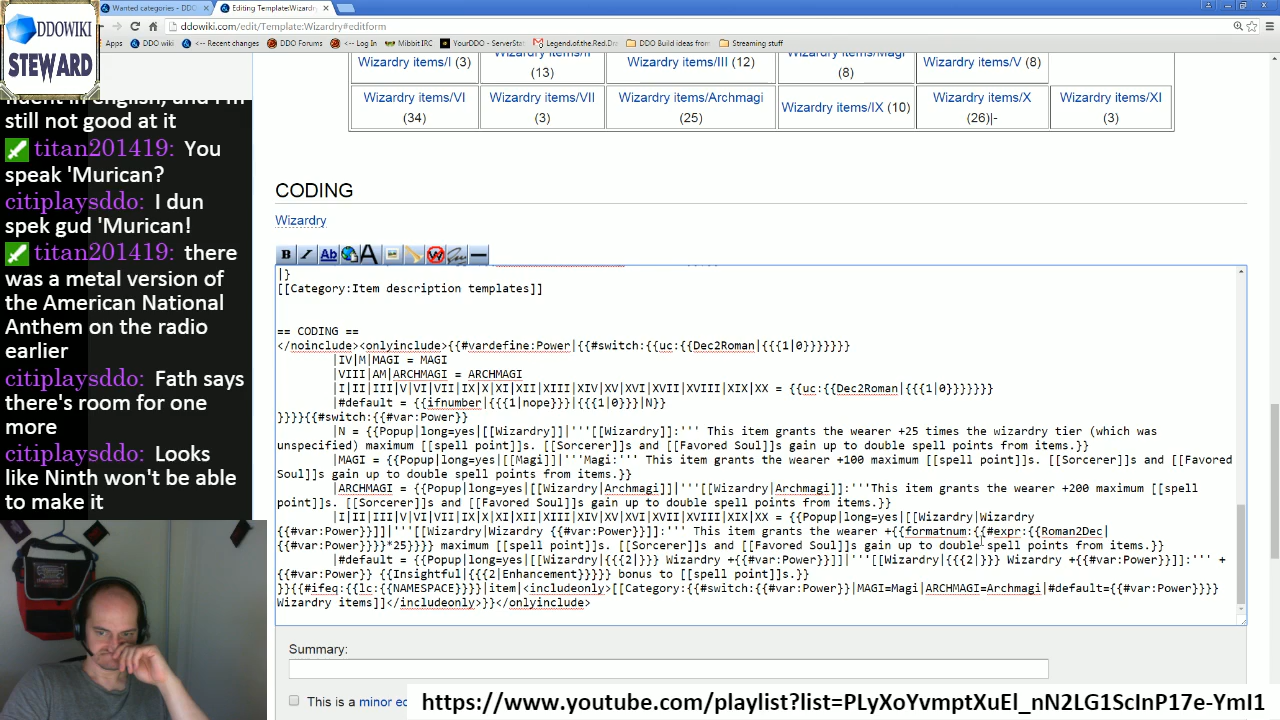 Wanted categories - DDO
Editing Template:Wizardry
ddowiki.com/edit/Template:Wizardry#editform
Apps DDO wiki <-- Recent changes DDO Forums <-- Log In Mibbit IRC YourDDO - ServerSta Legend.of.the.Red.Dra DDO Build ideas from Streaming stuff
DDOWIKI
STEWARD
fluent in english, and I'm
still not good at it
titan201419: You
speak 'Murican?
citiplaysddo: I dun
spek gud 'Murican!
titan201419: there
was a metal version of
the American National
Anthem on the radio
earlier
citiplaysddo: Fath says
there's room for one
more
citiplaysddo: Looks
like Ninth won't be able
to make it
Wizardry items/I (3) Wizardry items/II (13) Wizardry items/III (12) Wizardry items/Magi (8) Wizardry items/V (8)
Wizardry items/VI (34) Wizardry items/VII (3) Wizardry items/Archmagi (25) Wizardry items/IX (10) Wizardry items/X (26)|- Wizardry items/XI (3)
CODING
Wizardry
|}
[[Category:Item description templates]]
== CODING ==
</noinclude><onlyinclude>{{#vardefine:Power|{{#switch:{{uc:{{Dec2Roman|{{{1|0}}}}}}}
|IV|M|MAGI = MAGI
|VIII|AM|ARCHMAGI = ARCHMAGI
|I|II|III|V|VI|VII|IX|X|XI|XII|XIII|XIV|XV|XVI|XVII|XVIII|XIX|XX = {{uc:{{Dec2Roman|{{{1|0}}}}}}}
|#default = {{ifnumber|{{{1|nope}}}|{{{1|0}}}|N}}
}}}}{{#switch:{{#var:Power}}
|N = {{Popup|long=yes|[[Wizardry]]|'''[[Wizardry]]:''' This item grants the wearer +25 times the wizardry tier (which was
unspecified) maximum [[spell point]]s. [[Sorcerer]]s and [[Favored Soul]]s gain up to double spell points from items.}}
|MAGI = {{Popup|long=yes|[[Magi]]|'''Magi:''' This item grants the wearer +100 maximum [[spell point]]s. [[Sorcerer]]s and [[Favored
Soul]]s gain up to double spell points from items.}}
|ARCHMAGI = {{Popup|long=yes|[[Wizardry|Archmagi]]|'''[[Wizardry|Archmagi]]:'''This item grants the wearer +200 maximum [[spell
point]]s. [[Sorcerer]]s and [[Favored Soul]]s gain up to double spell points from items.}}
|I|II|III|V|VI|VII|IX|X|XI|XII|XIII|XIV|XV|XVI|XVII|XVIII|XIX|XX = {{Popup|long=yes|[[Wizardry|Wizardry
{{#var:Power}}]]|'''[[Wizardry|Wizardry {{#var:Power}}]]:''' This item grants the wearer +{{formatnum:{{#expr:{{Roman2Dec|
{{#var:Power}}}}*25}}}} maximum [[spell point]]s. [[Sorcerer]]s and [[Favored Soul]]s gain up to double spell points from items.}}
|#default = {{Popup|long=yes|[[Wizardry|{{{2|}}} Wizardry +{{#var:Power}}]]|'''[[Wizardry|{{{2|}}} Wizardry +{{#var:Power}}]]:''' +
{{#var:Power}} {{Insightful|{{{2|Enhancement}}}}} bonus to [[spell point]]s.}}
}}{{#ifeq:{{lc:{{NAMESPACE}}}}|item|<includeonly>[[Category:{{#switch:{{#var:Power}}|MAGI=Magi|ARCHMAGI=Archmagi|#default={{#var:Power}}}}
Wizardry items]]</includeonly>}}</onlyinclude>
Summary:
This is a minor ed
https://www.youtube.com/playlist?list=PLyXoYvmptXuEl_nN2LG1ScInP17e-YmI1